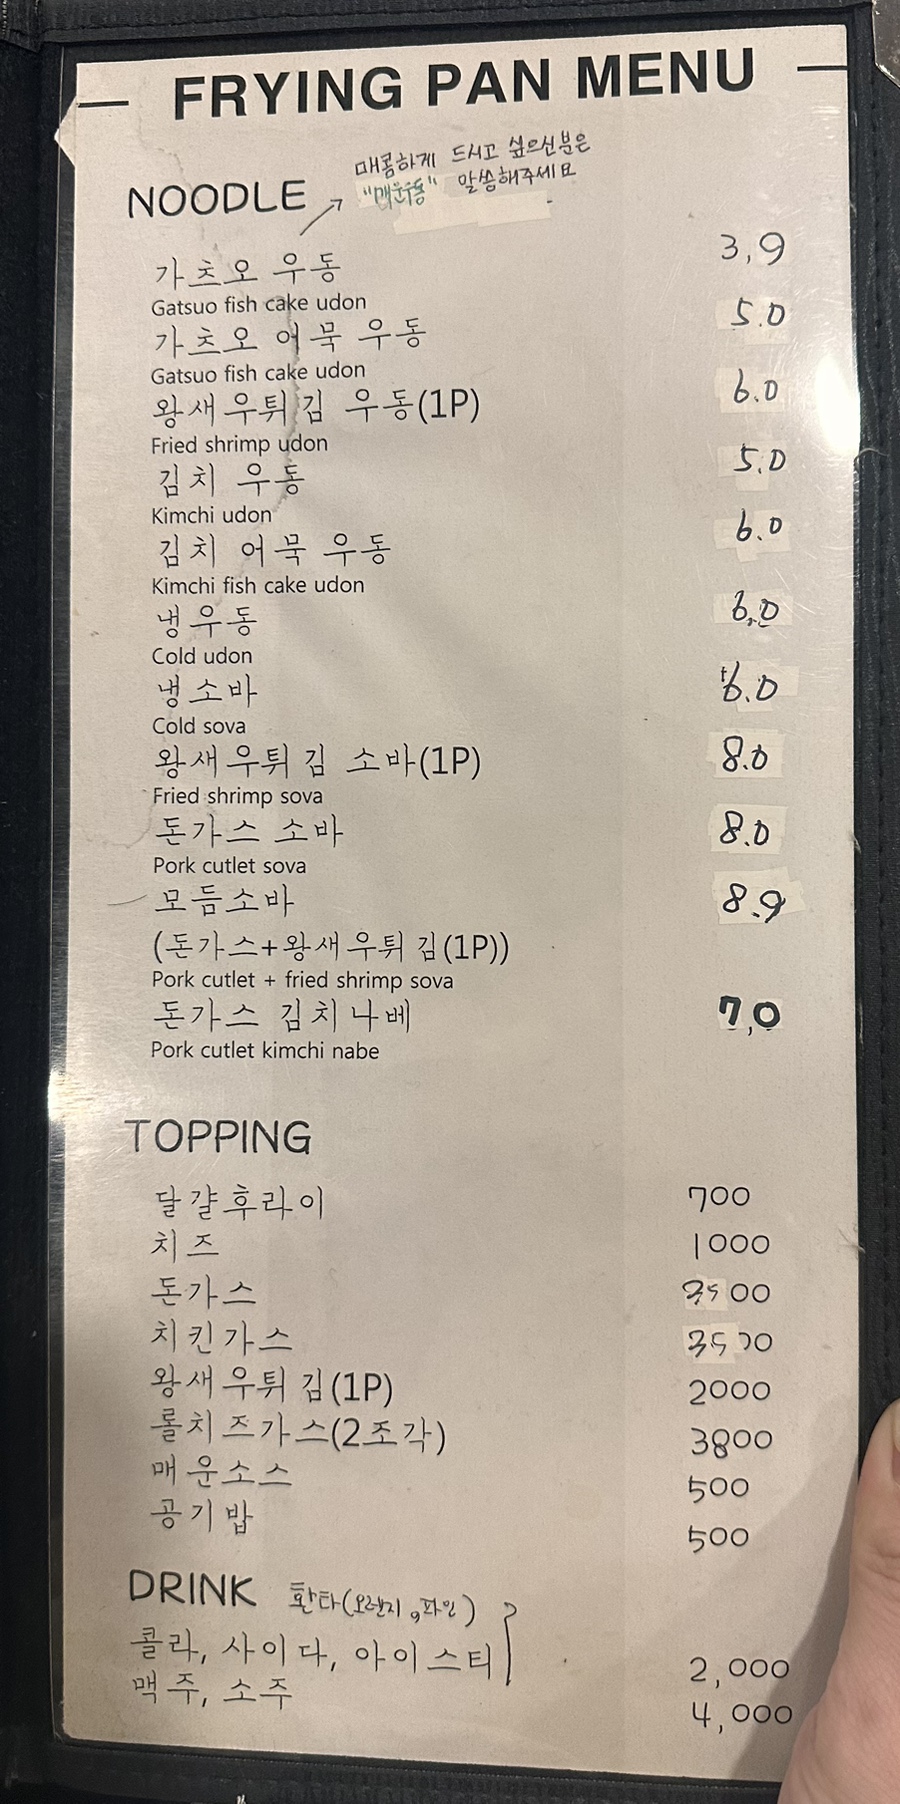 FRYING PAN MENU
매콤하게 드시고 싶으신분은
"매운우동" 말씀해주세요
NOODLE
가츠오 우동 3,9
Gatsuo fish cake udon
가츠오 어묵 우동 5.0
Gatsuo fish cake udon
왕새우튀김 우동(1P) 6.0
Fried shrimp udon
김치 우동 5.0
Kimchi udon
김치 어묵 우동 6.0
Kimchi fish cake udon
냉우동 6.0
Cold udon
냉소바 6.0
Cold sova
왕새우튀김 소바(1P) 8.0
Fried shrimp sova
돈가스 소바 8.0
Pork cutlet sova
모듬소바 8.9
(돈가스+왕새우튀김(1P))
Pork cutlet + fried shrimp sova
돈가스 김치나베 7,0
Pork cutlet kimchi nabe
TOPPING
달걀후라이 700
치즈 1000
돈가스 3500
치킨가스 3500
왕새우튀김(1P) 2000
롤치즈가스(2조각) 3800
매운소스 500
공기밥 500
DRINK 환타(오렌지,파인)
콜라, 사이다, 아이스티 2,000
맥주, 소주 4,000